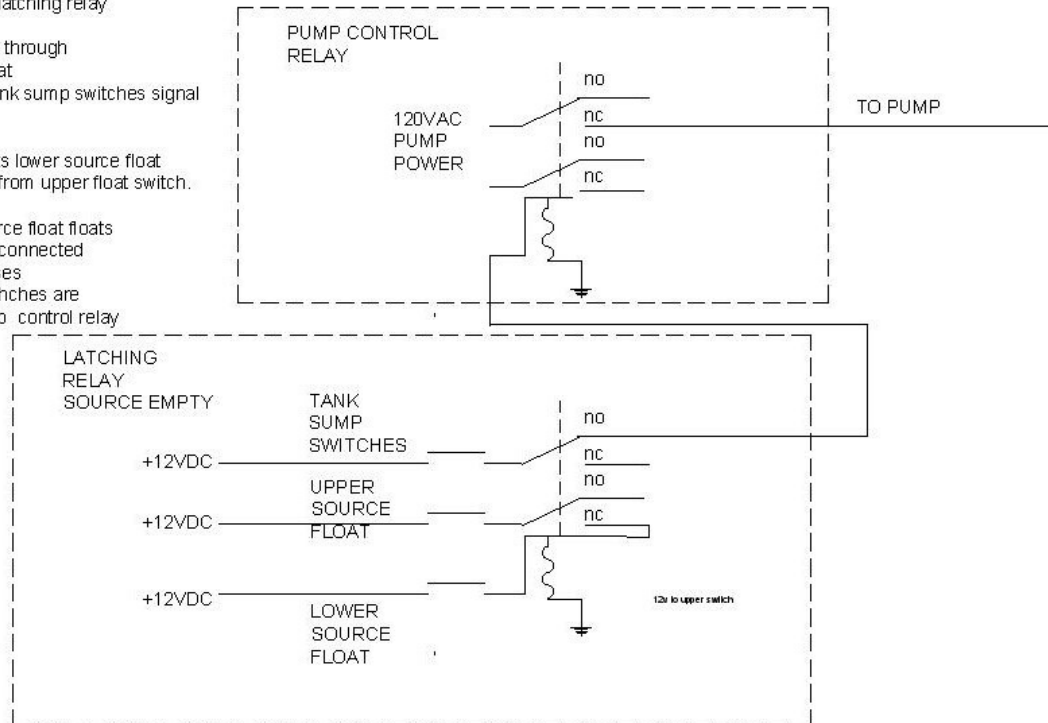 latching relay
through
at
nk sump switches signal
s lower source float
from upper float switch.
rce float floats
connected
es
hches are
o control relay
PUMP CONTROL
RELAY
no
120VAC
nc
PUMP
no
POWER
nc
TO PUMP
LATCHING
RELAY
SOURCE EMPTY
TANK
SUMP
SWITCHES
no
+12VDC
nc
no
UPPER
SOURCE
FLOAT
+12VDC
nc
+12VDC
LOWER
SOURCE
FLOAT
12v to upper switch